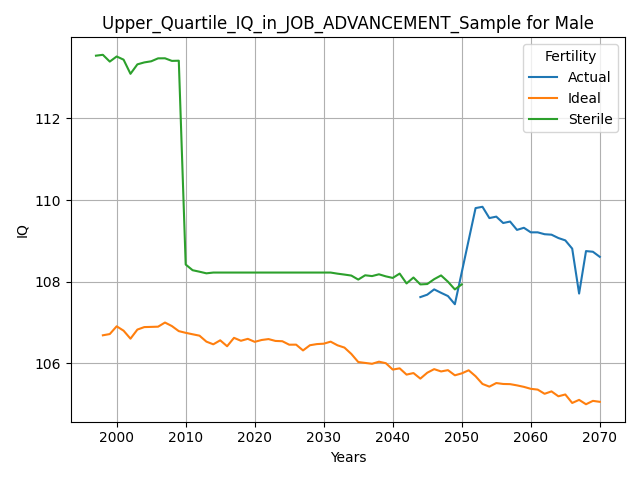 Upper_Quartile_IQ_in_JOB_ADVANCEMENT_Sample for Male
Fertility
Actual
Ideal
Sterile
112
110
108
106
IQ
2000
2010
2020
2030
2040
2050
2060
2070
Years